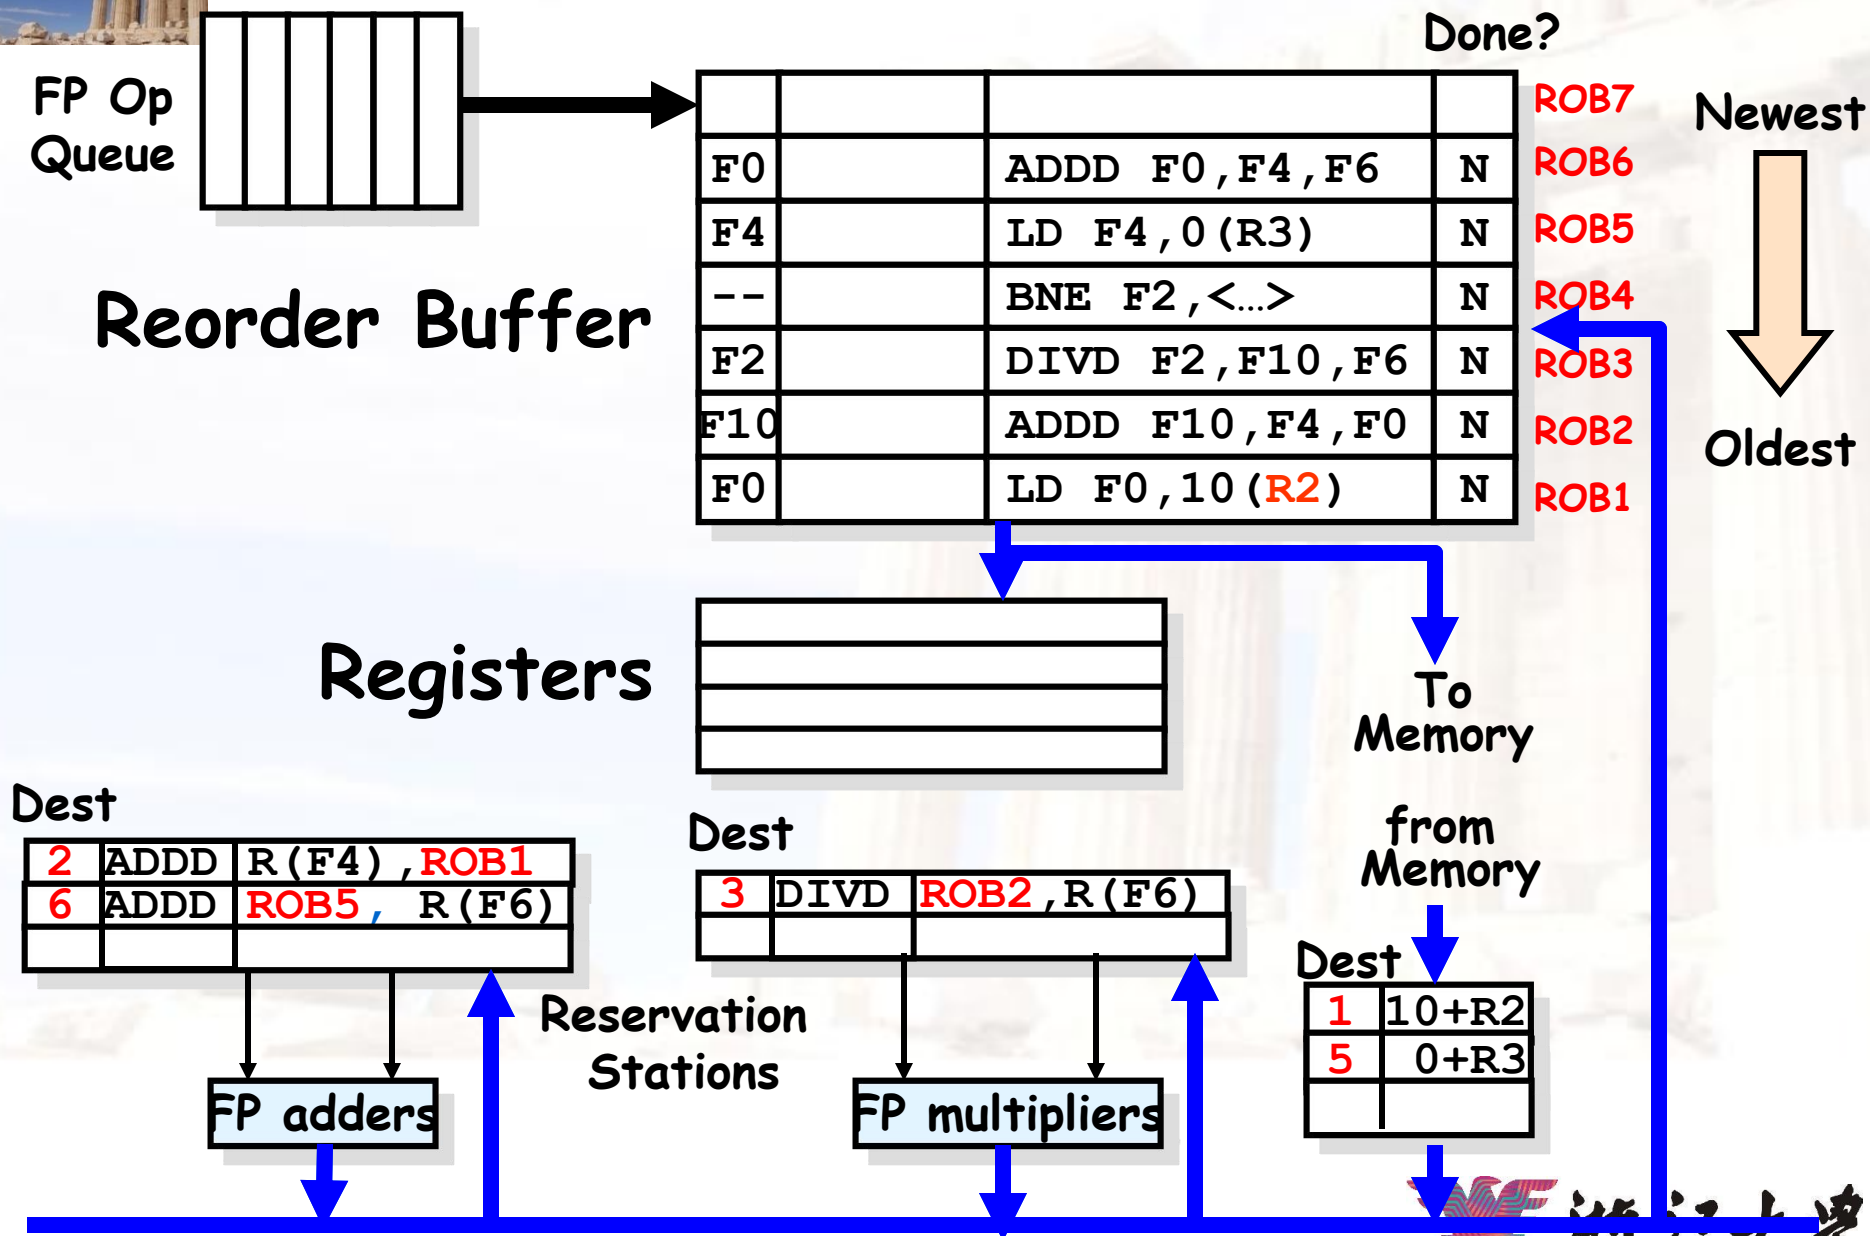 Done?
FP Op
Queue
ROB7
Newest
F0 ADDD F0,F4,F6 N ROB6
F4 LD F4,0(R3) N ROB5
-- BNE F2,<…> N ROB4
F2 DIVD F2,F10,F6 N ROB3
F10 ADDD F10,F4,F0 N ROB2
F0 LD F0,10(R2) N ROB1
Oldest
Reorder Buffer
Registers
To
Memory
from
Memory
Dest
2 ADDD R(F4),ROB1
6 ADDD ROB5, R(F6)
Dest
3 DIVD ROB2,R(F6)
Dest
1 10+R2
5 0+R3
Reservation
Stations
FP adders
FP multipliers